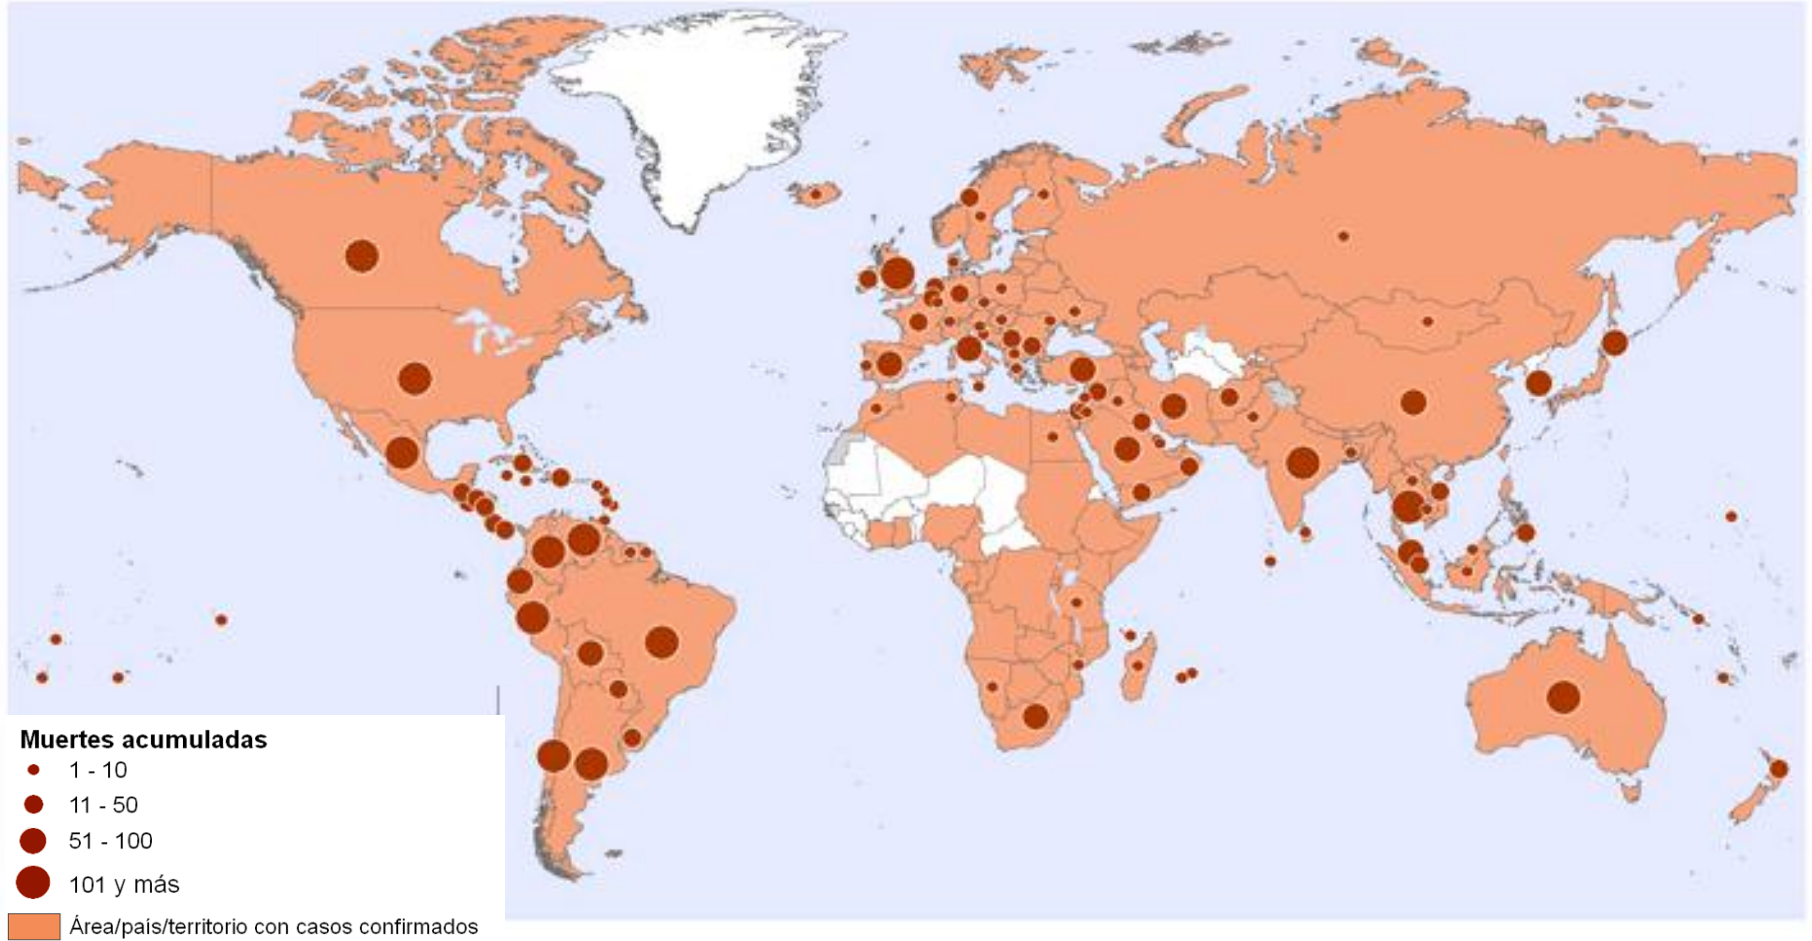 Muertes acumuladas
1 - 10
11 - 50
51 - 100
101 y más
Área/país/territorio con casos confirmados